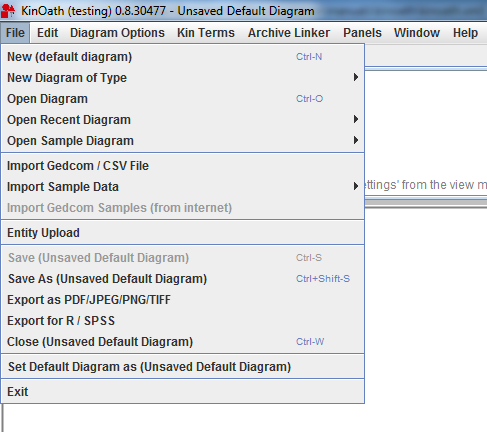 KinOath (testing) 0.8.30477 - Unsaved Default Diagram
File Edit Diagram Options Kin Terms Archive Linker Panels Window Help
New (default diagram) Ctrl-N
New Diagram of Type
Open Diagram Ctrl-O
Open Recent Diagram
Open Sample Diagram
Import Gedcom / CSV File
Import Sample Data
ettings' from the view m
Import Gedcom Samples (from internet)
Entity Upload
Save (Unsaved Default Diagram) Ctrl-S
Save As (Unsaved Default Diagram) Ctrl+Shift-S
Export as PDF/JPEG/PNG/TIFF
Export for R / SPSS
Close (Unsaved Default Diagram) Ctrl-W
Set Default Diagram as (Unsaved Default Diagram)
Exit